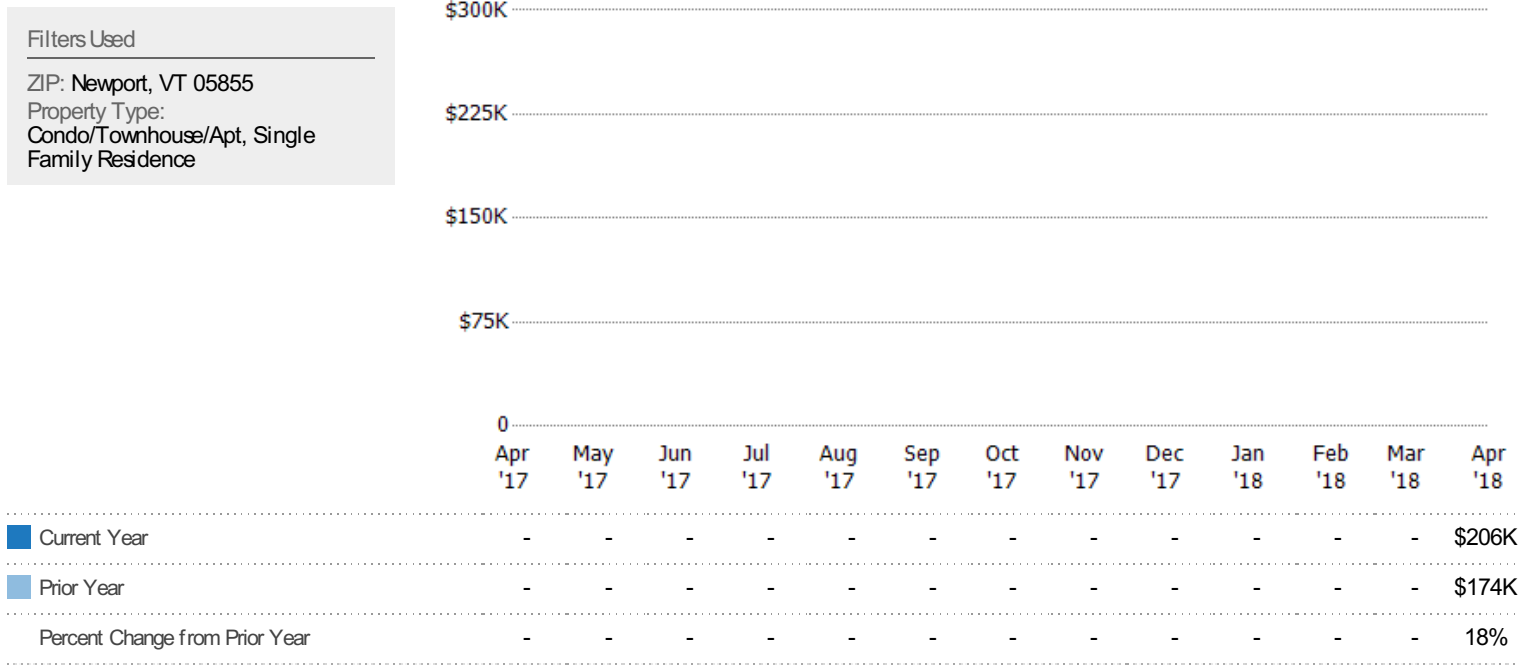 Filters Used
ZIP: Newport, VT 05855
Property Type:
Condo/Townhouse/Apt, Single
Family Residence
$300K
$225K
$150K
$75K
0
Apr '17 May '17 Jun '17 Jul '17 Aug '17 Sep '17 Oct '17 Nov '17 Dec '17 Jan '18 Feb '18 Mar '18 Apr '18
Current Year - - - - - - - - - - - - $206K
Prior Year - - - - - - - - - - - - $174K
Percent Change from Prior Year - - - - - - - - - - - - 18%